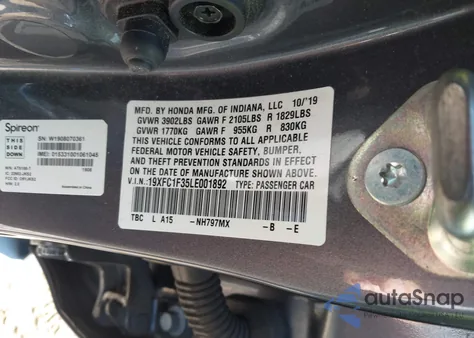 Spireon
THIS
SIDE
DOWN
MFD. BY HONDA MFG. OF INDIANA, LLC 10/'19
GVWR 3902LBS GAWR F 2105LBS R 1829LBS
GVWR 1770KG GAWR F 955KG R 830KG
THIS VEHICLE CONFORMS TO ALL APPLICABLE
FEDERAL MOTOR VEHICLE SAFETY, BUMPER,
AND THEFT PREVENTION STANDARDS IN EFFECT
ON THE DATE OF MANUFACTURE SHOWN ABOVE.
V.I.N.:19XFC1F35LE001892 TYPE: PASSENGER CAR
TBC L A15 -NH797MX -B -E
autoSnap